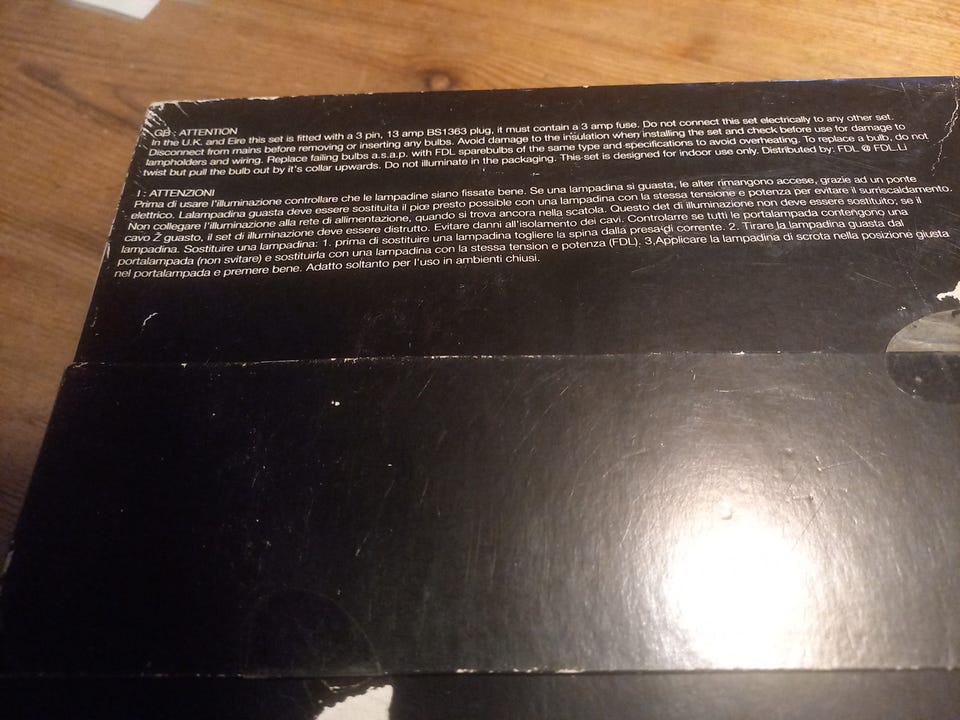 GB : ATTENTION
In the U.K. and Eire this set is fitted with a 3 pin, 13 amp BS1363 plug, it must contain a 3 amp fuse. Do not connect this set electrically to any other set.
Disconnect from mains before removing or inserting any bulbs. Avoid damage to the insulation when installing the set and check before use for damage to
lampholders and wiring. Replace failing bulbs a.s.a.p. with FDL sparebulbs of the same type and specifications to avoid overheating. To replace a bulb, do not
twist but pull the bulb out by it's collar upwards. Do not illuminate in the packaging. This set is designed for indoor use only. Distributed by: FDL @ FDL.Li
I : ATTENZIONI
Prima di usare l'illuminazione controllare che le lampadine siano fissate bene. Se una lampadina si guasta, le alter rimangono accese, grazie ad un ponte
elettrico. Lalampadina guasta deve essere sostituita il pioe presto possible con una lampadina con la stessa tensione e potenza per evitare il surriscaldamento.
Non collegare l'illuminazione alla rete di allimentazione, quando si trova ancora nella scatola. Questo det di illuminazione non deve essere sostituito; se il
cavo Ž guasto, il set di illuminazione deve essere distrutto. Evitare danni all'isolamento dei cavi. Controlarre se tutti le portalampada contengono una
lampadina. Sostituire una lampadina: 1. prima di sostituire una lampadina togliere la spina dalla presa di corrente. 2. Tirare la lampadina guasta dal
portalampada (non svitare) e sostituirla con una lampadina con la stessa tension e potenza (FDL). 3,Applicare la lampadina di scrota nella posizione giusta
nel portalampada e premere bene. Adatto soltanto per l'uso in ambienti chiusi.